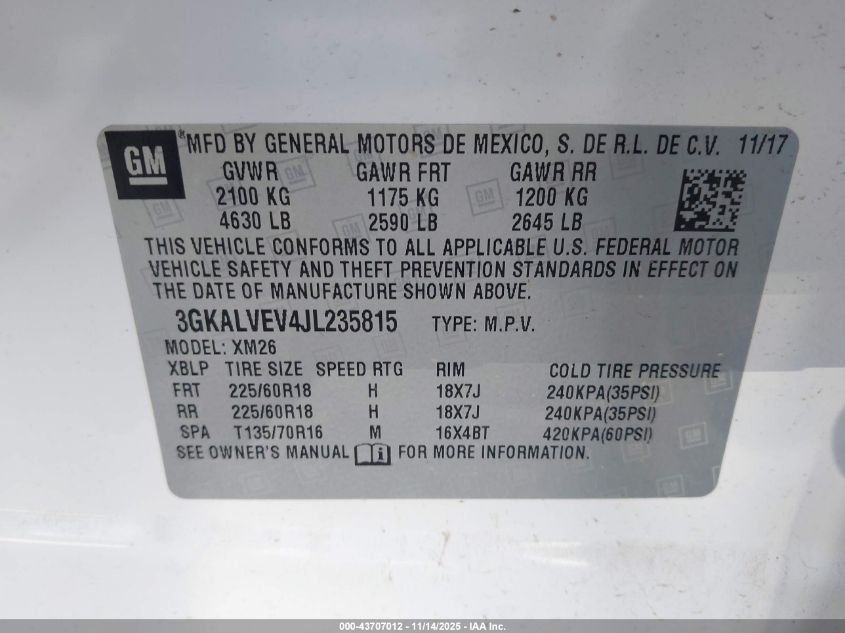 GM
®MFD BY GENERAL MOTORS DE MEXICO, S. DE R.L. DE C.V. 11/17
GVWR GAWR FRT GAWR RR
2100 KG 1175 KG 1200 KG
4630 LB 2590 LB 2645 LB
THIS VEHICLE CONFORMS TO ALL APPLICABLE U.S. FEDERAL MOTOR
VEHICLE SAFETY AND THEFT PREVENTION STANDARDS IN EFFECT ON
THE DATE OF MANUFACTURE SHOWN ABOVE.
3GKALVEV4JL235815 TYPE: M.P.V.
MODEL: XM26
XBLP TIRE SIZE SPEED RTG RIM COLD TIRE PRESSURE
FRT 225/60R18 H 18X7J 240KPA(35PSI)
RR 225/60R18 H 18X7J 240KPA(35PSI)
SPA T135/70R16 M 16X4BT 420KPA(60PSI)
SEE OWNER'S MANUAL i FOR MORE INFORMATION.
000-43707012 - 11/14/2025 - IAA Inc.